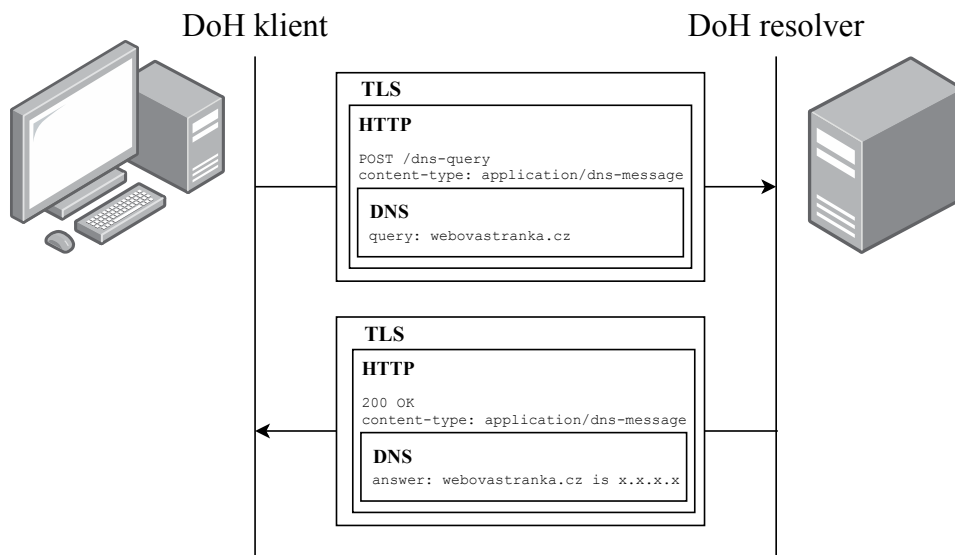 DoH klient
DoH resolver
TLS
HTTP
POST /dns-query
content-type: application/dns-message
DNS
query: webovastranka.cz
TLS
HTTP
200 OK
content-type: application/dns-message
DNS
answer: webovastranka.cz is x.x.x.x